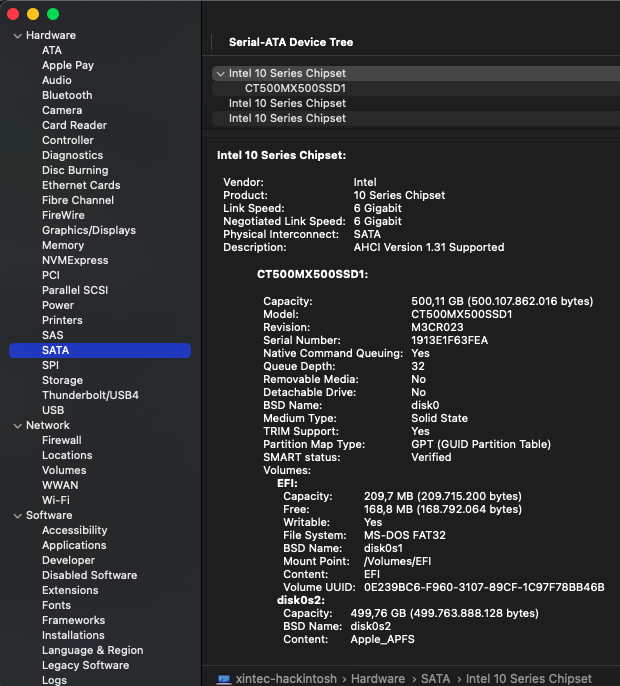 Hardware
ATA
Apple Pay
Audio
Bluetooth
Camera
Card Reader
Controller
Diagnostics
Disc Burning
Ethernet Cards
Fibre Channel
FireWire
Graphics/Displays
Memory
NVMExpress
PCI
Parallel SCSI
Power
Printers
SAS
SATA
SPI
Storage
Thunderbolt/USB4
USB
Network
Firewall
Locations
Volumes
WWAN
Wi-Fi
Software
Accessibility
Applications
Developer
Disabled Software
Extensions
Fonts
Frameworks
Installations
Language & Region
Legacy Software
Logs
Serial-ATA Device Tree
Intel 10 Series Chipset
CT500MX500SSD1
Intel 10 Series Chipset
Intel 10 Series Chipset
Intel 10 Series Chipset:
Vendor: Intel
Product: 10 Series Chipset
Link Speed: 6 Gigabit
Negotiated Link Speed: 6 Gigabit
Physical Interconnect: SATA
Description: AHCI Version 1.31 Supported
CT500MX500SSD1:
Capacity: 500,11 GB (500.107.862.016 bytes)
Model: CT500MX500SSD1
Revision: M3CR023
Serial Number: 1913E1F63FEA
Native Command Queuing: Yes
Queue Depth: 32
Removable Media: No
Detachable Drive: No
BSD Name: disk0
Medium Type: Solid State
TRIM Support: Yes
Partition Map Type: GPT (GUID Partition Table)
SMART status: Verified
Volumes:
EFI:
Capacity: 209,7 MB (209.715.200 bytes)
Free: 168,8 MB (168.792.064 bytes)
Writable: Yes
File System: MS-DOS FAT32
BSD Name: disk0s1
Mount Point: /Volumes/EFI
Content: EFI
Volume UUID: 0E239BC6-F960-3107-89CF-1C97F78BB46B
disk0s2:
Capacity: 499,76 GB (499.763.888.128 bytes)
BSD Name: disk0s2
Content: Apple_APFS
xintec-hackintosh › Hardware › SATA › Intel 10 Series Chipset